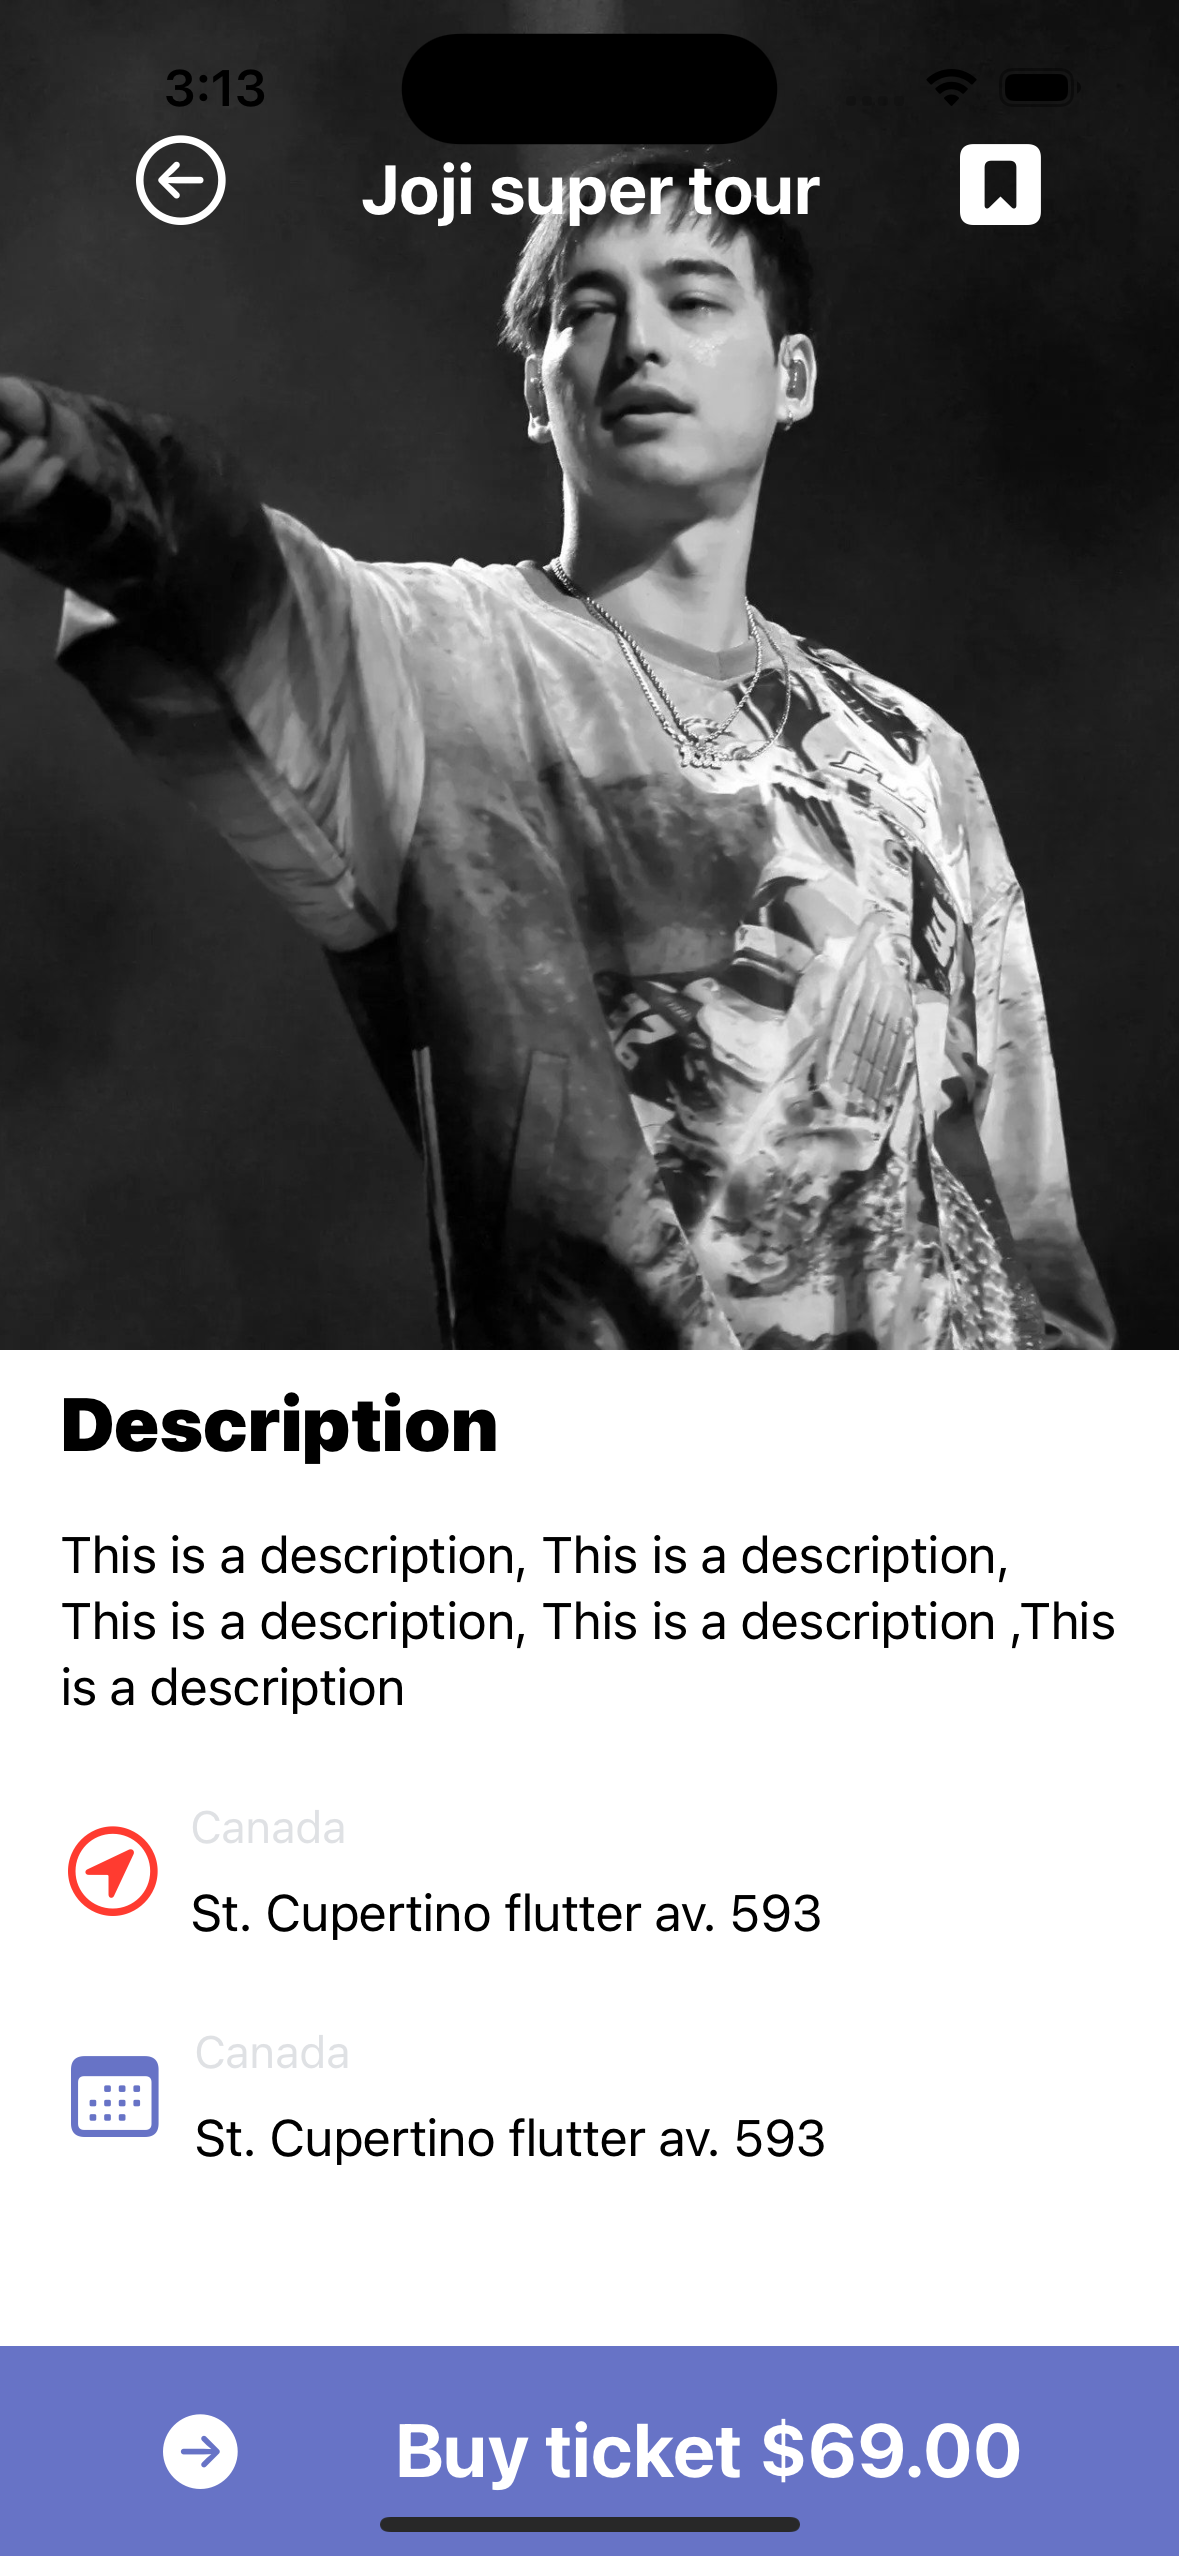 3:13
Joji super tour
Description
This is a description, This is a description,
This is a description, This is a description ,This
is a description
Canada
St. Cupertino flutter av. 593
Canada
St. Cupertino flutter av. 593
Buy ticket $69.00